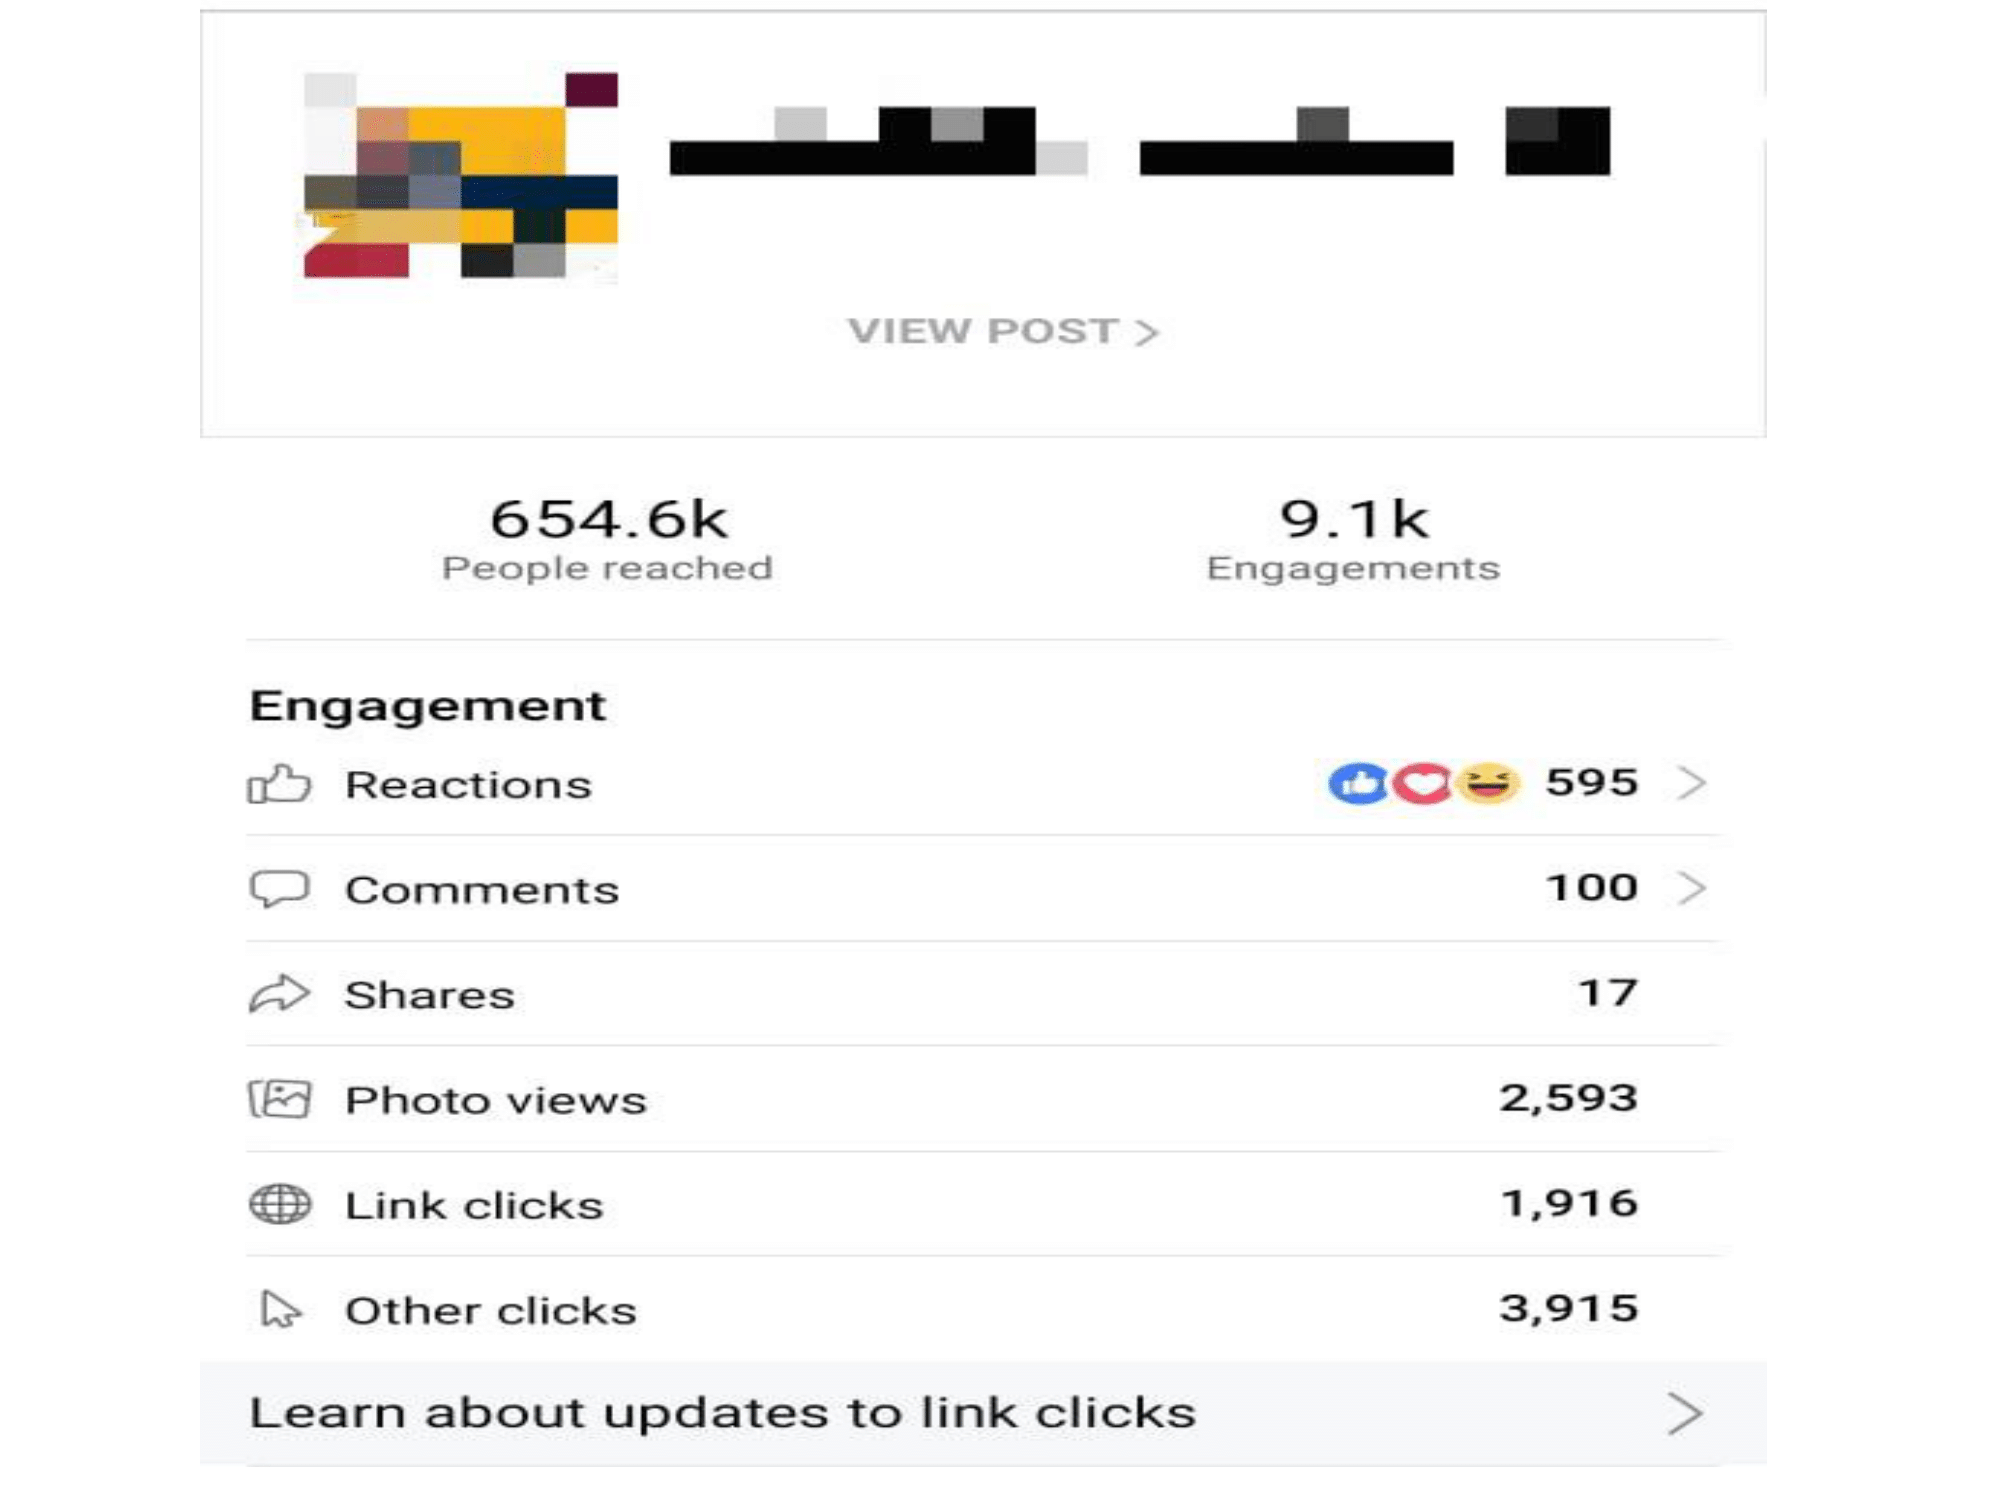 VIEW POST >
654.6k
People reached
9.1k
Engagements
Engagement
Reactions 595
Comments 100
Shares 17
Photo views 2,593
Link clicks 1,916
Other clicks 3,915
Learn about updates to link clicks